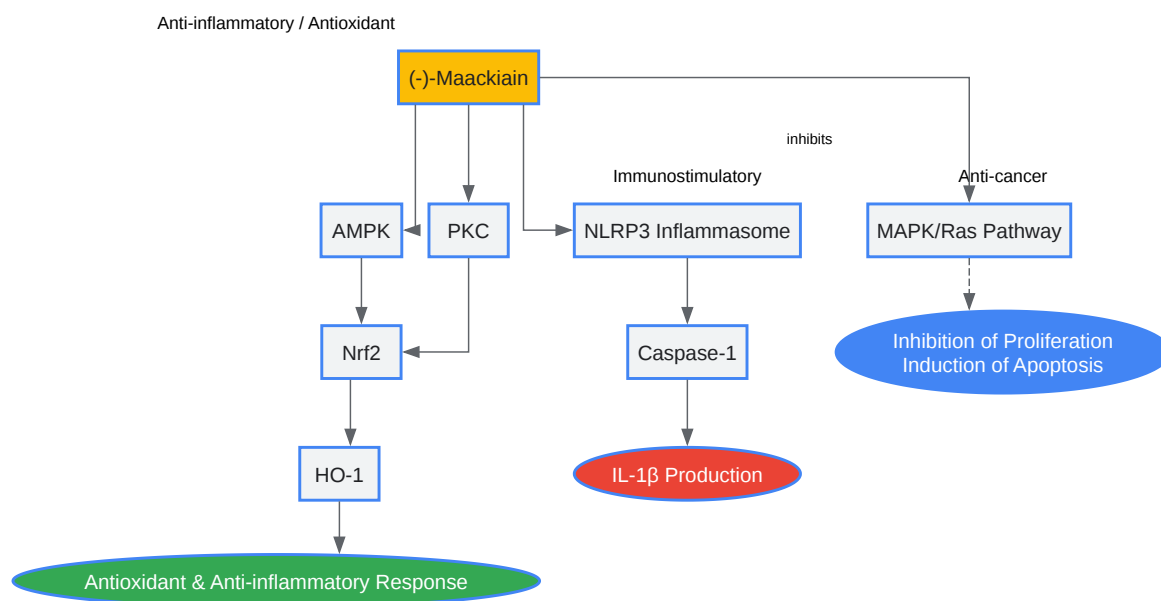 Anti-inflammatory / Antioxidant
(-)-Maackiain
inhibits
Immunostimulatory
Anti-cancer
AMPK
PKC
NLRP3 Inflammasome
MAPK/Ras Pathway
Nrf2
Caspase-1
Inhibition of Proliferation
Induction of Apoptosis
HO-1
IL-1β Production
Antioxidant & Anti-inflammatory Response